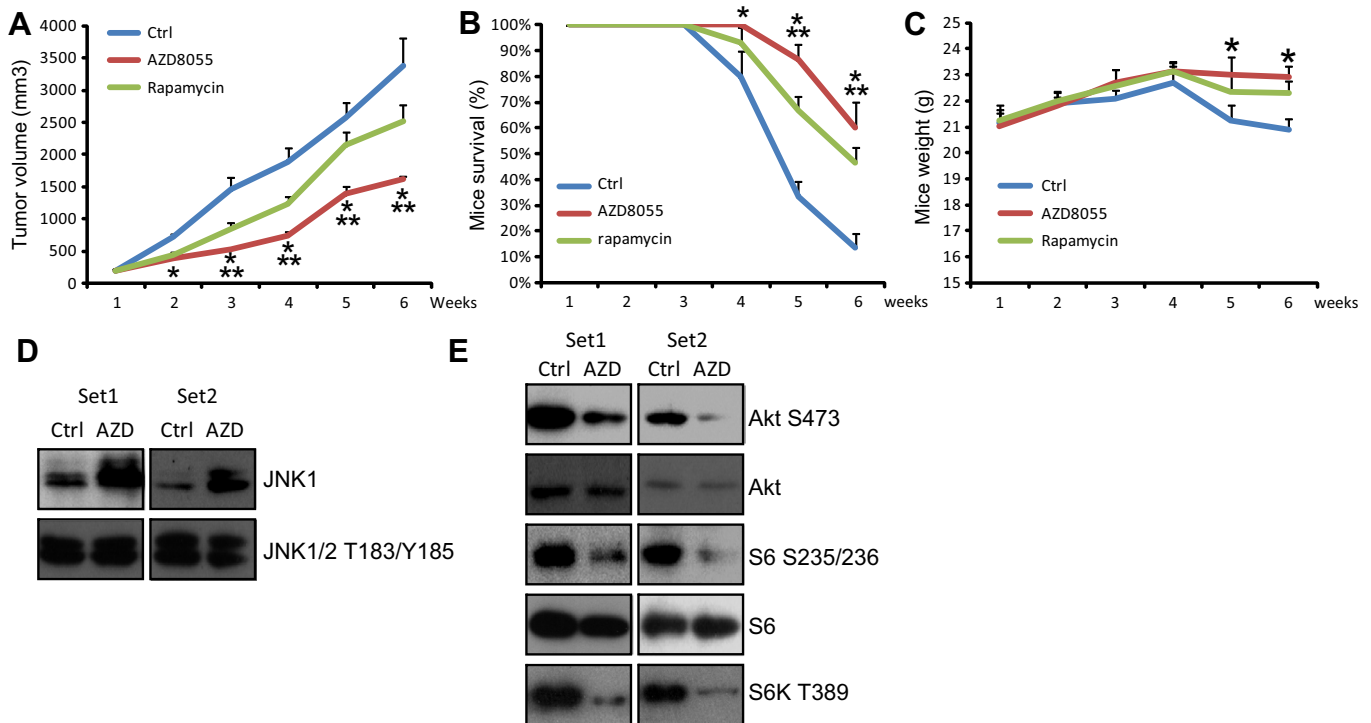 A
Tumor volume (mm3)
4000
3500
3000
2500
2000
1500
1000
500
0
Ctrl
AZD8055
Rapamycin
*
*
**
*
**
*
**
*
**
1 2 3 4 5 6 Weeks
B
Mice survival (%)
100%
90%
80%
70%
60%
50%
40%
30%
20%
10%
0%
*
*
**
*
**
Ctrl
AZD8055
rapamycin
1 2 3 4 5 6 weeks
C
Mice weight (g)
25
24
23
22
21
20
19
18
17
16
15
* *
Ctrl
AZD8055
Rapamycin
1 2 3 4 5 6 weeks
D
Set1 Set2
Ctrl AZD Ctrl AZD
JNK1
JNK1/2 T183/Y185
E
Set1 Set2
Ctrl AZD Ctrl AZD
Akt S473
Akt
S6 S235/236
S6
S6K T389